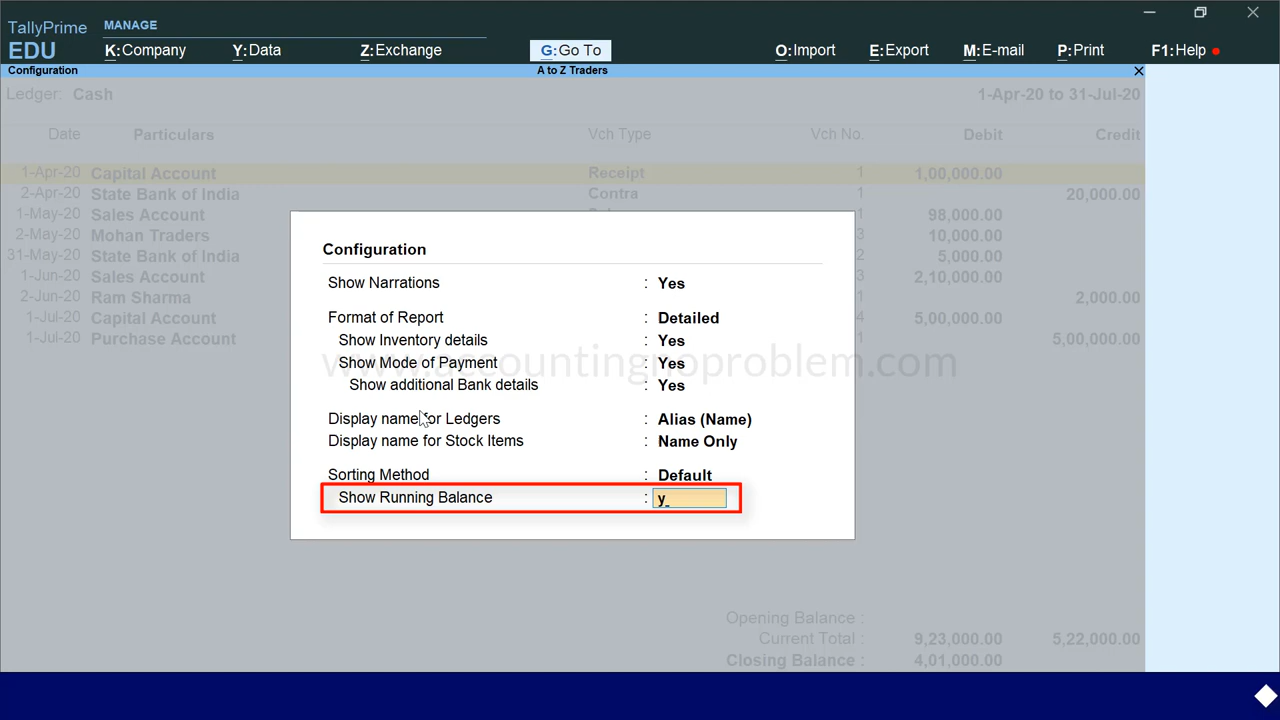 TallyPrime MANAGE
EDU K:Company Y:Data Z:Exchange G:Go To O:Import E:Export M:E-mail P:Print F1:Help
Configuration A to Z Traders
Ledger: Cash 1-Apr-20 to 31-Jul-20
Date Particulars Vch Type Vch No. Debit Credit
1-Apr-20 Capital Account Receipt 1 1,00,000.00
2-Apr-20 State Bank of India Contra 1 20,000.00
1-May-20 Sales Account 98,000.00
2-May-20 Mohan Traders 3 10,000.00
31-May-20 State Bank of India 2 5,000.00
1-Jun-20 Sales Account 3 2,10,000.00
2-Jun-20 Ram Sharma 1 2,000.00
1-Jul-20 Capital Account 4 5,00,000.00
1-Jul-20 Purchase Account 1 5,00,000.00
Configuration
Show Narrations : Yes
Format of Report : Detailed
Show Inventory details : Yes
Show Mode of Payment : Yes
Show additional Bank details : Yes
Display name for Ledgers : Alias (Name)
Display name for Stock Items : Name Only
Sorting Method : Default
Show Running Balance : y
www.accountingnoproblem.com
Opening Balance :
Current Total : 9,23,000.00 5,22,000.00
Closing Balance : 4,01,000.00